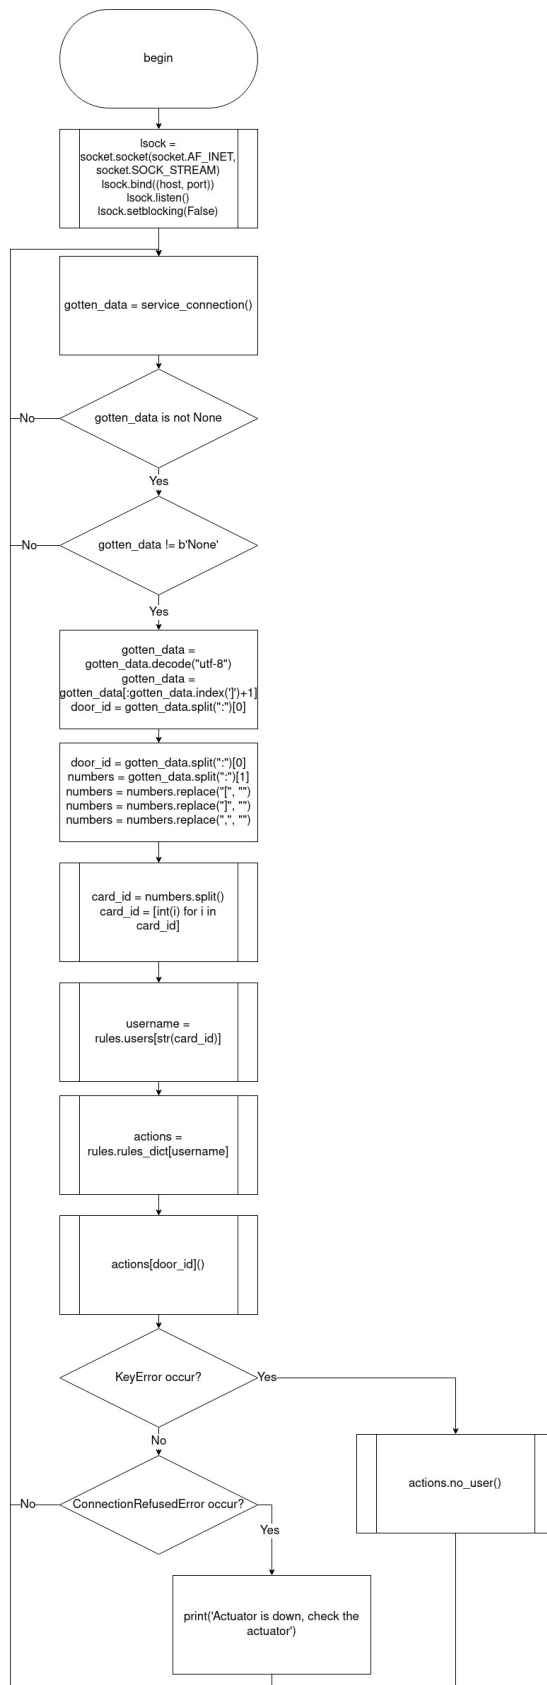 begin
lsock =
socket.socket(socket.AF_INET,
socket.SOCK_STREAM)
lsock.bind((host, port))
lsock.listen()
lsock.setblocking(False)
gotten_data = service_connection()
gotten_data is not None
No
Yes
gotten_data != b'None'
No
Yes
gotten_data =
gotten_data.decode("utf-8")
gotten_data =
gotten_data[:gotten_data.index(']')+1]
door_id = gotten_data.split(":")[0]
door_id = gotten_data.split(":")[0]
numbers = gotten_data.split(":")[1]
numbers = numbers.replace("[", "")
numbers = numbers.replace("]", "")
numbers = numbers.replace(",", "")
card_id = numbers.split()
card_id = [int(i) for i in
card_id]
username =
rules.users[str(card_id)]
actions =
rules.rules_dict[username]
actions[door_id]()
KeyError occur?
Yes
No
actions.no_user()
ConnectionRefusedError occur?
No
Yes
print('Actuator is down, check the
actuator')